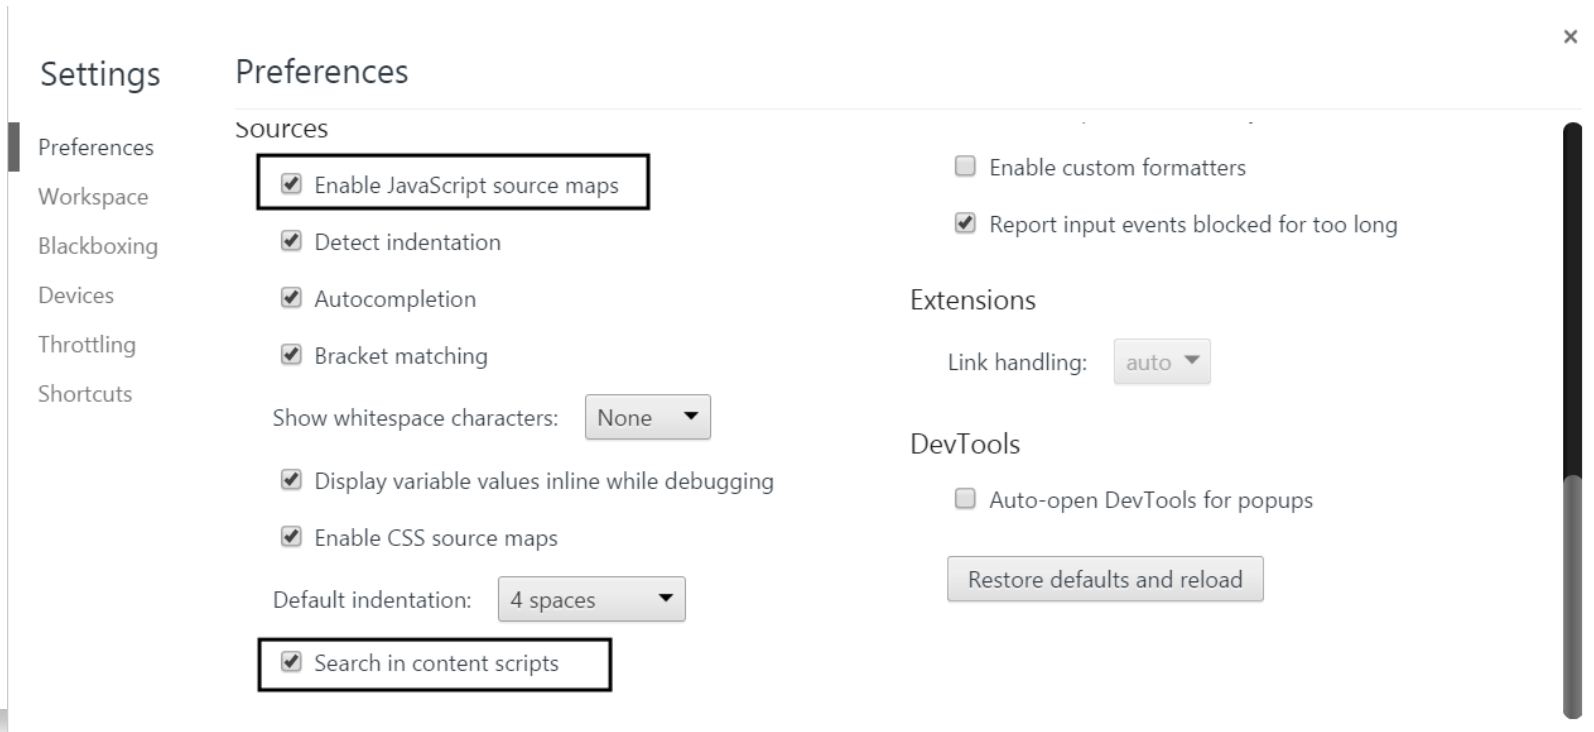 Settings
Preferences
Workspace
Blackboxing
Devices
Throttling
Shortcuts
Preferences
Sources
Enable JavaScript source maps
Detect indentation
Autocompletion
Bracket matching
Show whitespace characters: None
Display variable values inline while debugging
Enable CSS source maps
Default indentation: 4 spaces
Search in content scripts
Enable custom formatters
Report input events blocked for too long
Extensions
Link handling: auto
DevTools
Auto-open DevTools for popups
Restore defaults and reload